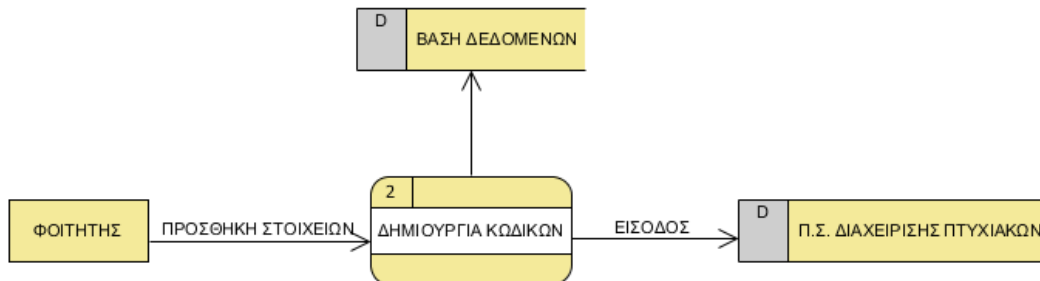 D
ΒΑΣΗ ΔΕΔΟΜΕΝΩΝ
2
ΦΟΙΤΗΤΗΣ
ΠΡΟΣΘΗΚΗ ΣΤΟΙΧΕΙΩΝ
ΔΗΜΙΟΥΡΓΙΑ ΚΩΔΙΚΩΝ
ΕΙΣΟΔΟΣ
D
Π.Σ. ΔΙΑΧΕΙΡΙΣΗΣ ΠΤΥΧΙΑΚΩΝ